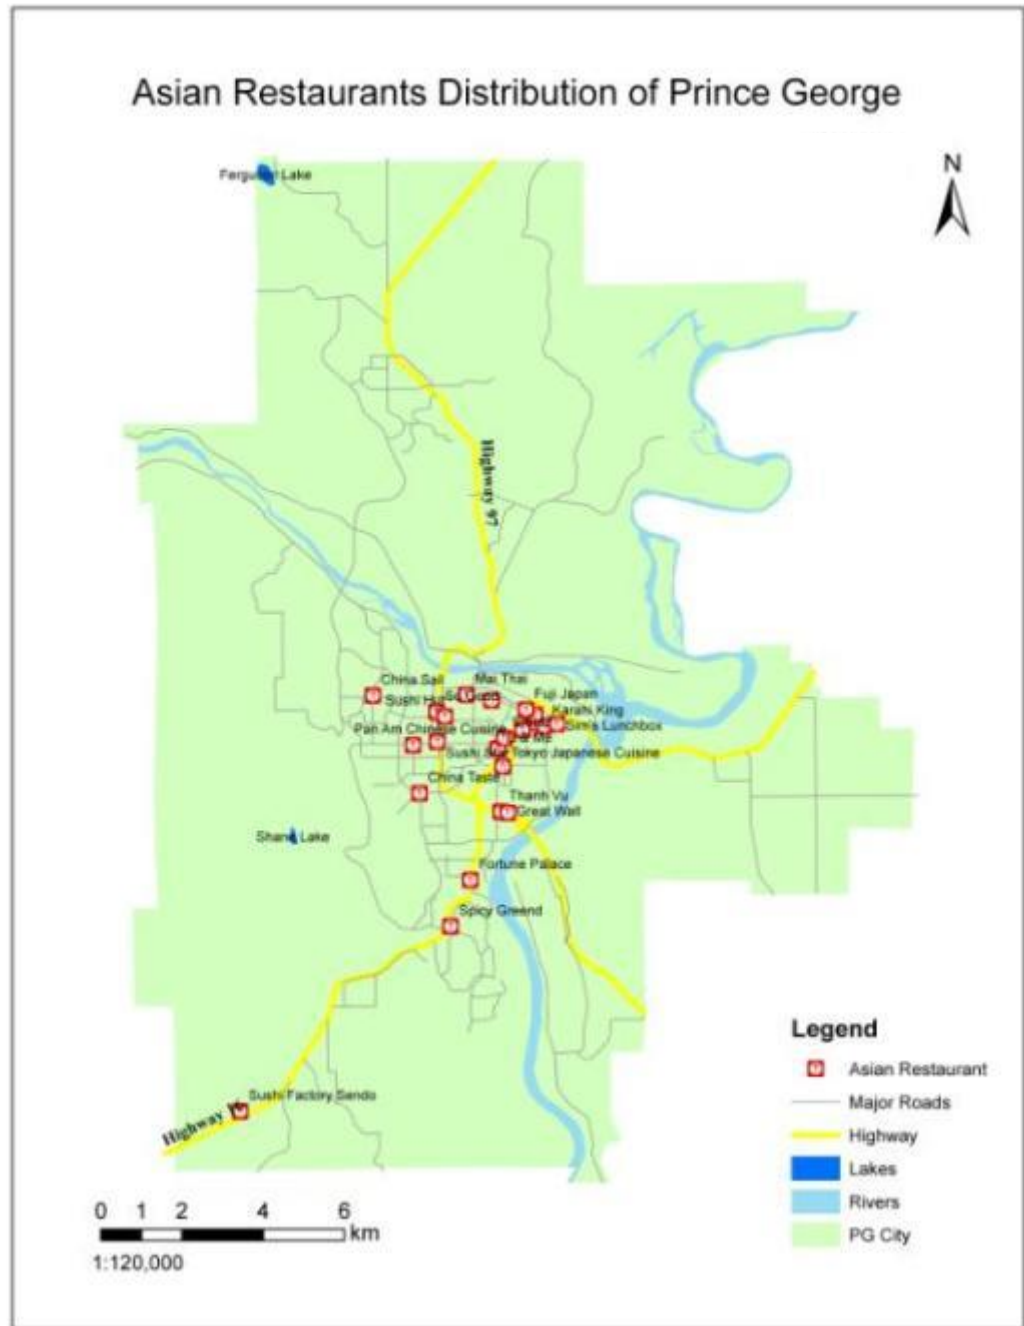 Asian Restaurants Distribution of Prince George
N
Lake
Highway 97
China Sail
Mai Thai
Sushi
Fuji Japan
Karahi King
Sim's Lunchbox
Pan Am Chinese Cuisine
Sushi
Tokyo Japanese Cuisine
China Taste
Thanh Vu
Great Wall
Lake
Fortune Palace
Spicy Greend
Sushi Factory Sendo
Highway
Legend
Asian Restaurant
Major Roads
Highway
Lakes
Rivers
PG City
0 1 2 4 6
km
1:120,000